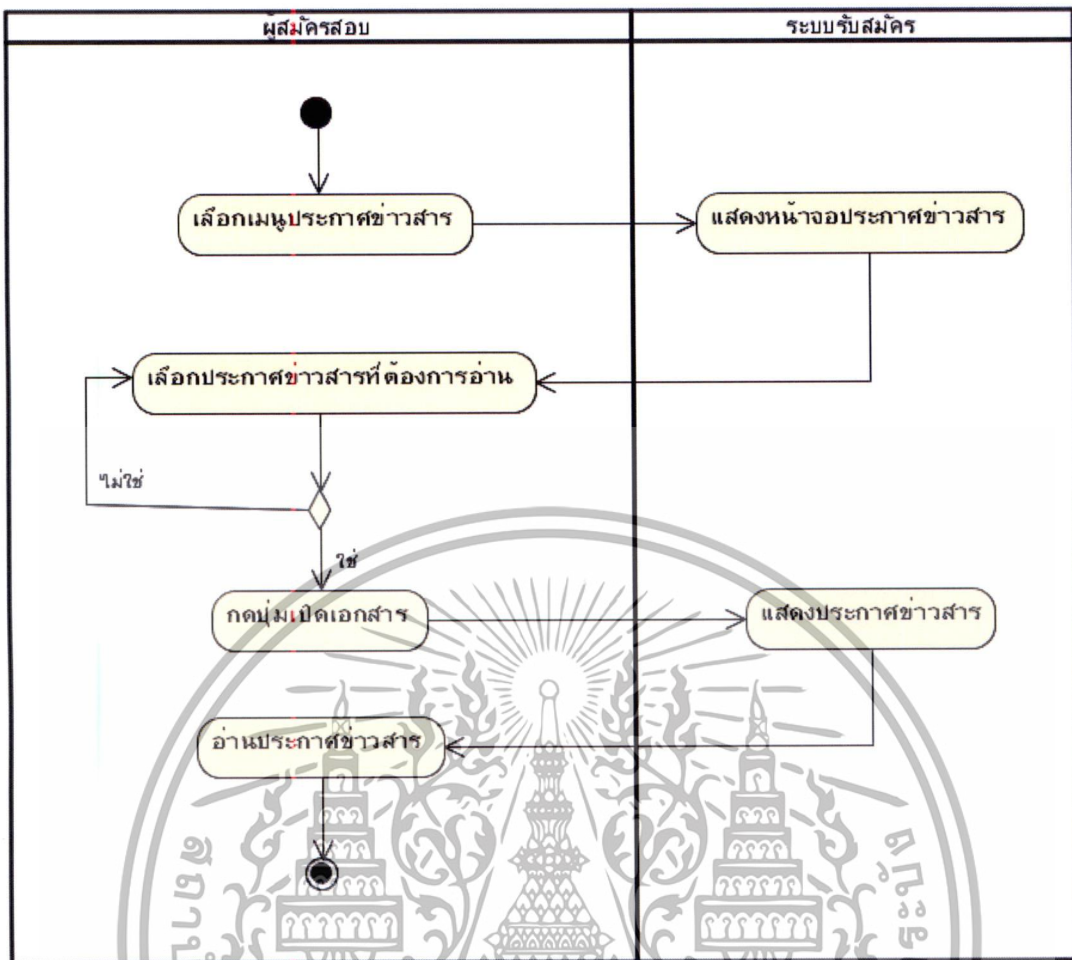 ผู้สมัครสอบ
ระบบรับสมัคร
เลือกเมนูประกาศข่าวสาร
แสดงหน้าจอประกาศข่าวสาร
เลือกประกาศข่าวสารที่ต้องการอ่าน
ไม่ใช่
ใช่
กดปุ่มเปิดเอกสาร
แสดงประกาศข่าวสาร
อ่านประกาศข่าวสาร